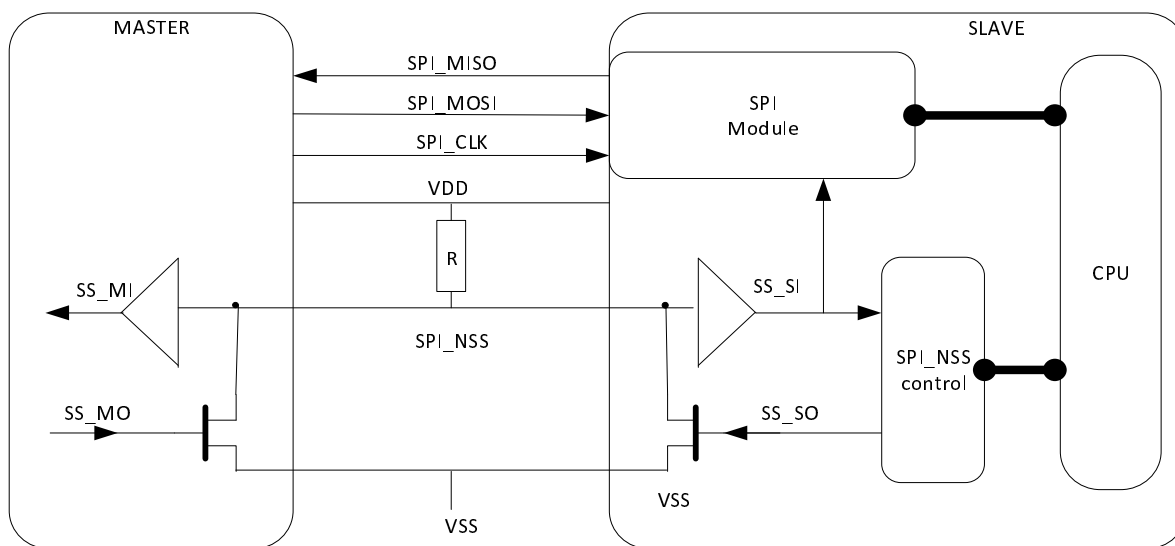 MASTER
SLAVE
SPI_MISO
SPI_MOSI
SPI_CLK
SPI
Module
VDD
R
SS_MI
SPI_NSS
SS_SI
CPU
SPI_NSS
control
SS_MO
SS_SO
VSS
VSS